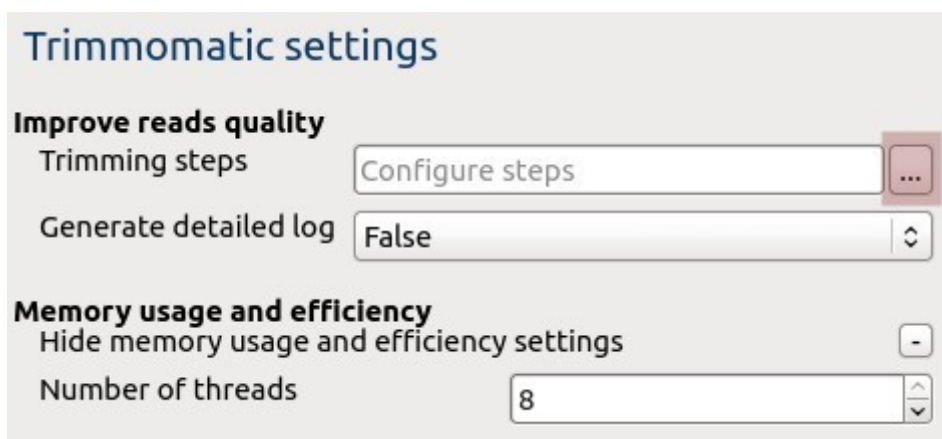 Trimmomatic settings
Improve reads quality
Trimming steps Configure steps ...
Generate detailed log False
Memory usage and efficiency
Hide memory usage and efficiency settings -
Number of threads 8